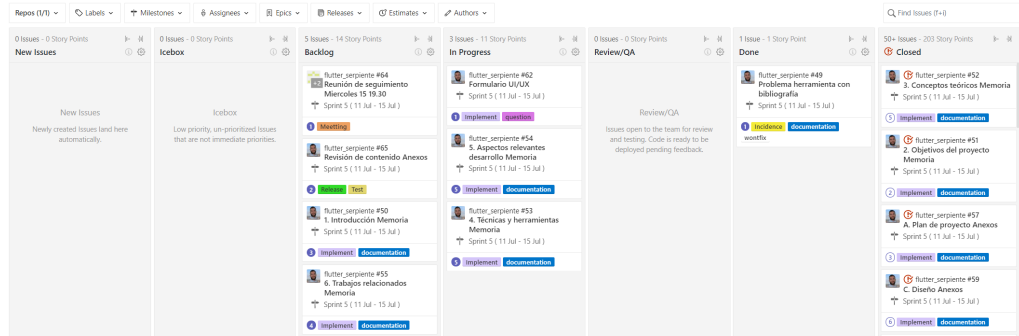 Repos (1/1)
Labels
Milestones
Assignees
Epics
Releases
Estimates
Authors
Find Issues (f+i)
0 Issues - 0 Story Points
New Issues
New Issues
Newly created Issues land here
automatically.
0 Issues - 0 Story Points
Icebox
Icebox
Low priority, un-prioritized Issues
that are not immediate priorities.
5 Issues - 14 Story Points
Backlog
+2
flutter_serpiente #64
Reunión de seguimiento
Miercoles 15 19.30
Sprint 5 ( 11 Jul - 15 Jul )
1 Meetting
flutter_serpiente #65
Revisión de contenido Anexos
Sprint 5 ( 11 Jul - 15 Jul )
2 Release Test
flutter_serpiente #50
1. Introducción Memoria
Sprint 5 ( 11 Jul - 15 Jul )
3 Implement documentation
flutter_serpiente #55
6. Trabajos relacionados
Memoria
Sprint 5 ( 11 Jul - 15 Jul )
4 Implement documentation
3 Issues - 11 Story Points
In Progress
flutter_serpiente #62
Formulario UI/UX
Sprint 5 ( 11 Jul - 15 Jul )
1 Implement question
flutter_serpiente #54
5. Aspectos relevantes
desarrollo Memoria
Sprint 5 ( 11 Jul - 15 Jul )
5 Implement documentation
flutter_serpiente #53
4. Técnicas y herramientas
Memoria
Sprint 5 ( 11 Jul - 15 Jul )
5 Implement documentation
0 Issues - 0 Story Points
Review/QA
Review/QA
Issues open to the team for review
and testing. Code is ready to be
deployed pending feedback.
1 Issue - 1 Story Point
Done
flutter_serpiente #49
Problema herramienta con
bibliografía
Sprint 5 ( 11 Jul - 15 Jul )
1 Incidence documentation
wontfix
50+ Issues - 203 Story Points
Closed
flutter_serpiente #52
3. Conceptos teóricos Memoria
Sprint 5 ( 11 Jul - 15 Jul )
5 Implement documentation
flutter_serpiente #51
2. Objetivos del proyecto
Memoria
Sprint 5 ( 11 Jul - 15 Jul )
2 Implement documentation
flutter_serpiente #57
A. Plan de proyecto Anexos
Sprint 5 ( 11 Jul - 15 Jul )
3 Implement documentation
flutter_serpiente #59
C. Diseño Anexos
Sprint 5 ( 11 Jul - 15 Jul )
6 Implement documentation